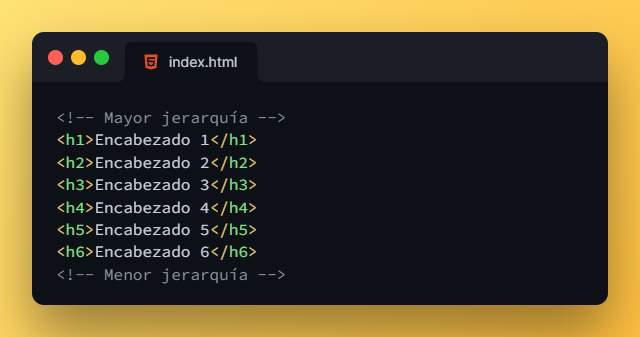 index.html
<!-- Mayor jerarquía -->
<h1>Encabezado 1</h1>
<h2>Encabezado 2</h2>
<h3>Encabezado 3</h3>
<h4>Encabezado 4</h4>
<h5>Encabezado 5</h5>
<h6>Encabezado 6</h6>
<!-- Menor jerarquía -->